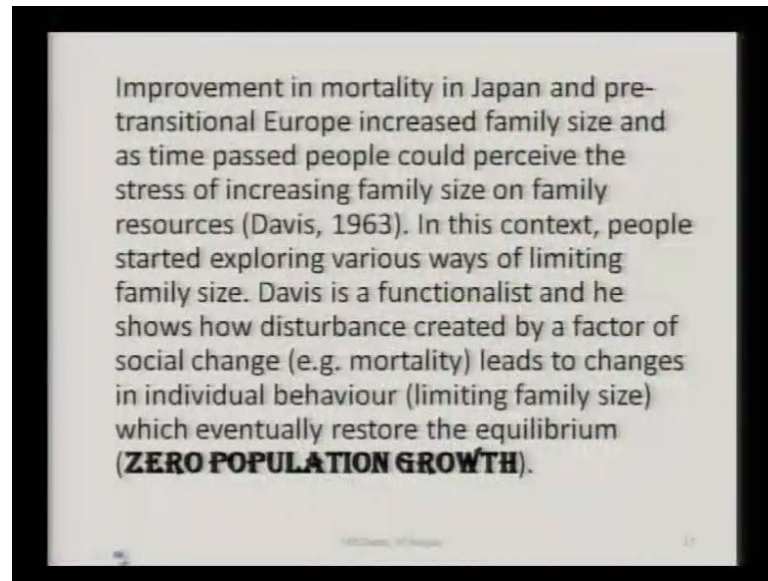 Improvement in mortality in Japan and pre-
transitional Europe increased family size and
as time passed people could perceive the
stress of increasing family size on family
resources (Davis, 1963). In this context, people
started exploring various ways of limiting
family size. Davis is a functionalist and he
shows how disturbance created by a factor of
social change (e.g. mortality) leads to changes
in individual behaviour (limiting family size)
which eventually restore the equilibrium
(ZERO POPULATION GROWTH).